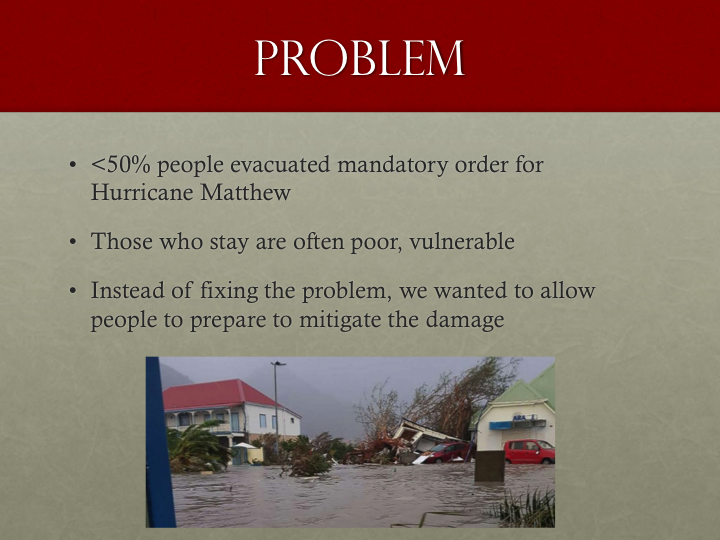 PROBLEM
• <50% people evacuated mandatory order for
Hurricane Matthew
• Those who stay are often poor, vulnerable
• Instead of fixing the problem, we wanted to allow
people to prepare to mitigate the damage